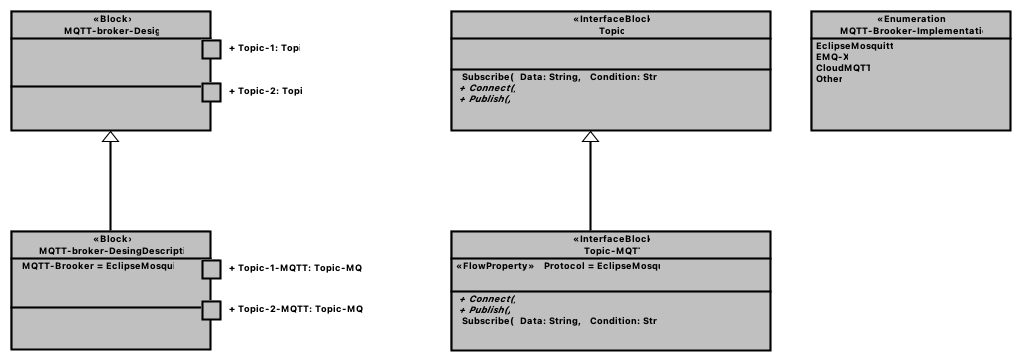 «Block›
MQTT-broker-Desig
+ Topic-1: Topi
+ Topic-2: Topi
«InterfaceBlock
Topic
Subscribe( Data: String, Condition: Str
+ Connect(,
+ Publish(,
«Enumeration
MQTT-Brooker-Implementati
EclipseMosquitt
EMQ-X
CloudMQTT
Other
«Block›
MQTT-broker-DesingDescripti
MQTT-Brooker = EclipseMosqui
+ Topic-1-MQTT: Topic-MQ
+ Topic-2-MQTT: Topic-MQ
«InterfaceBlock
Topic-MQT
«FlowProperty» Protocol = EclipseMosqu
+ Connect(,
+ Publish(,
Subscribe( Data: String, Condition: Str